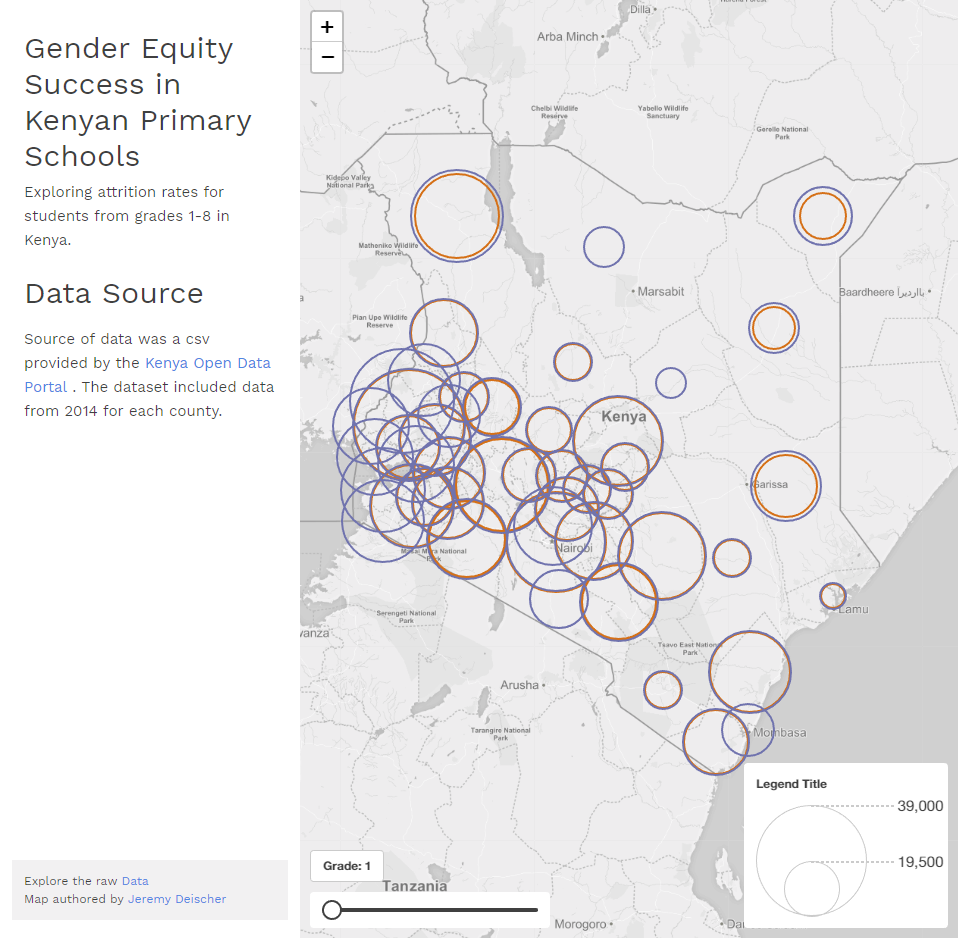 Gender Equity
Success in
Kenyan Primary
Schools
Exploring attrition rates for
students from grades 1-8 in
Kenya.
Data Source
Source of data was a csv
provided by the Kenya Open Data
Portal . The dataset included data
from 2014 for each county.
Explore the raw Data
Map authored by Jeremy Deischer
+
−
Dilla
Arba Minch
Chelbi Wildlife
Reserve
Yabello Wildlife
Sanctuary
Geralle National
Park
Kidepo Valley
National Park
Matheniko Wildlife
Reserve
Marsabit
Baardheere
Pian Upe Wildlife
Reserve
Kenya
Garissa
Nairobi
Masai Mara National
Park
Lamu
Serengeti National
Park
wanza
Tsavo East National
Park
Arusha
Tarangire National
Park
Mombasa
Legend Title
39,000
19,500
Grade: 1
Tanzania
Morogoro